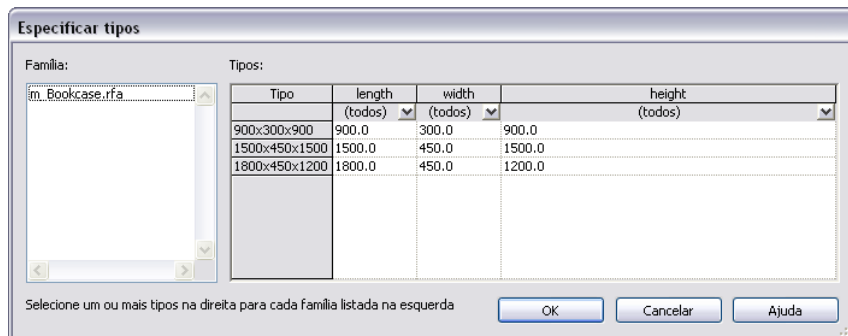 Especificar tipos
Família: Tipos:
m_Bookcase.rfa
Tipo length width height
(todos) (todos) (todos)
900x300x900 900.0 300.0 900.0
1500x450x1500 1500.0 450.0 1500.0
1800x450x1200 1800.0 450.0 1200.0
Selecione um ou mais tipos na direita para cada família listada na esquerda
OK Cancelar Ajuda